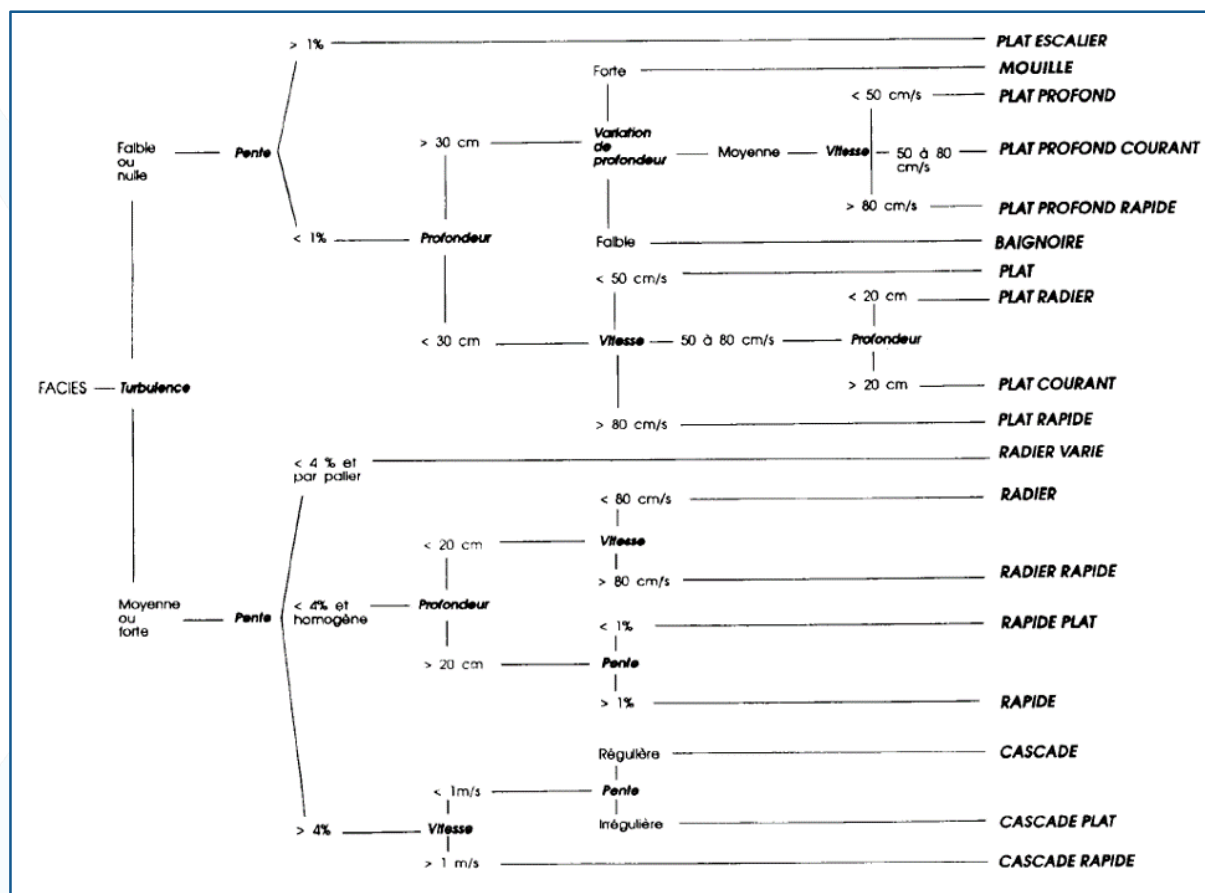 > 1%
PLAT ESCALIER
Forte
MOUILLE
< 50 cm/s
PLAT PROFOND
Faible
ou
nulle
Pente
> 30 cm
Variation
de
profondeur
Moyenne
Vitesse
50 à 80
cm/s
PLAT PROFOND COURANT
> 80 cm/s
PLAT PROFOND RAPIDE
< 1%
Profondeur
Faible
BAIGNOIRE
< 50 cm/s
PLAT
< 20 cm
PLAT RADIER
< 30 cm
Vitesse
50 à 80 cm/s
Profondeur
FACIES
Turbulence
> 20 cm
PLAT COURANT
> 80 cm/s
PLAT RAPIDE
< 4 % et
par palier
RADIER VARIE
< 80 cm/s
RADIER
< 20 cm
Vitesse
> 80 cm/s
RADIER RAPIDE
Moyenne
ou
forte
Pente
< 4% et
homogène
Profondeur
< 1%
RAPIDE PLAT
> 20 cm
Pente
> 1%
RAPIDE
Régulière
CASCADE
< 1m/s
Pente
> 4%
Vitesse
Irrégulière
CASCADE PLAT
> 1 m/s
CASCADE RAPIDE